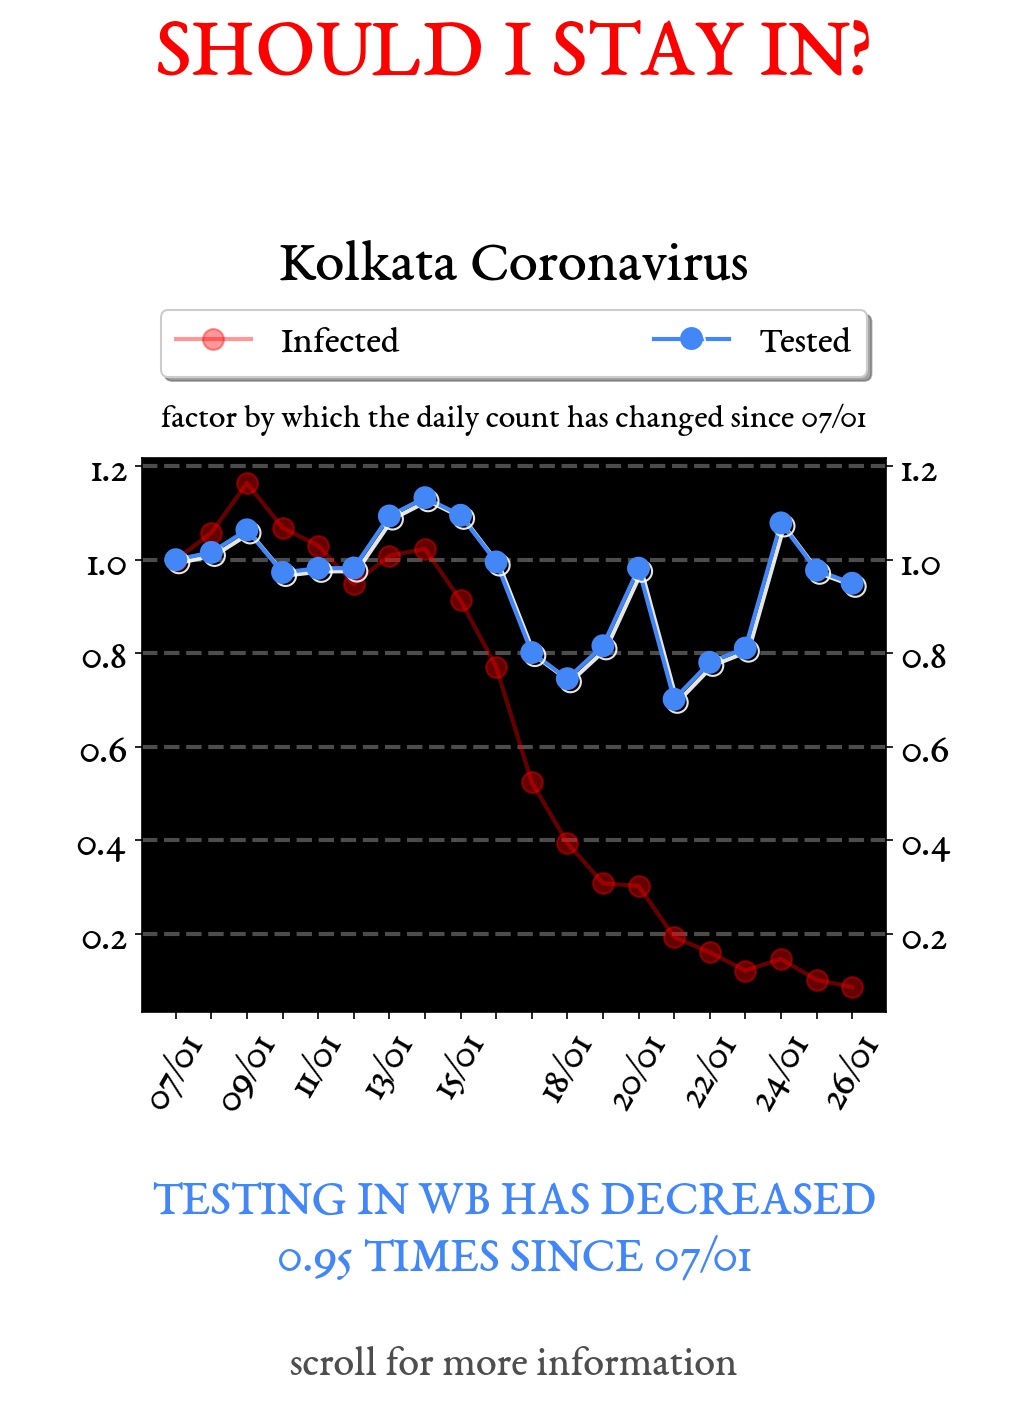 SHOULD I STAY IN?
Kolkata Coronavirus
Infected Tested
factor by which the daily count has changed since 07/01
1.2 1.2
1.0 1.0
0.8 0.8
0.6 0.6
0.4 0.4
0.2 0.2
07/01 09/01 11/01 13/01 15/01 18/01 20/01 22/01 24/01 26/01
TESTING IN WB HAS DECREASED
0.95 TIMES SINCE 07/01
scroll for more information